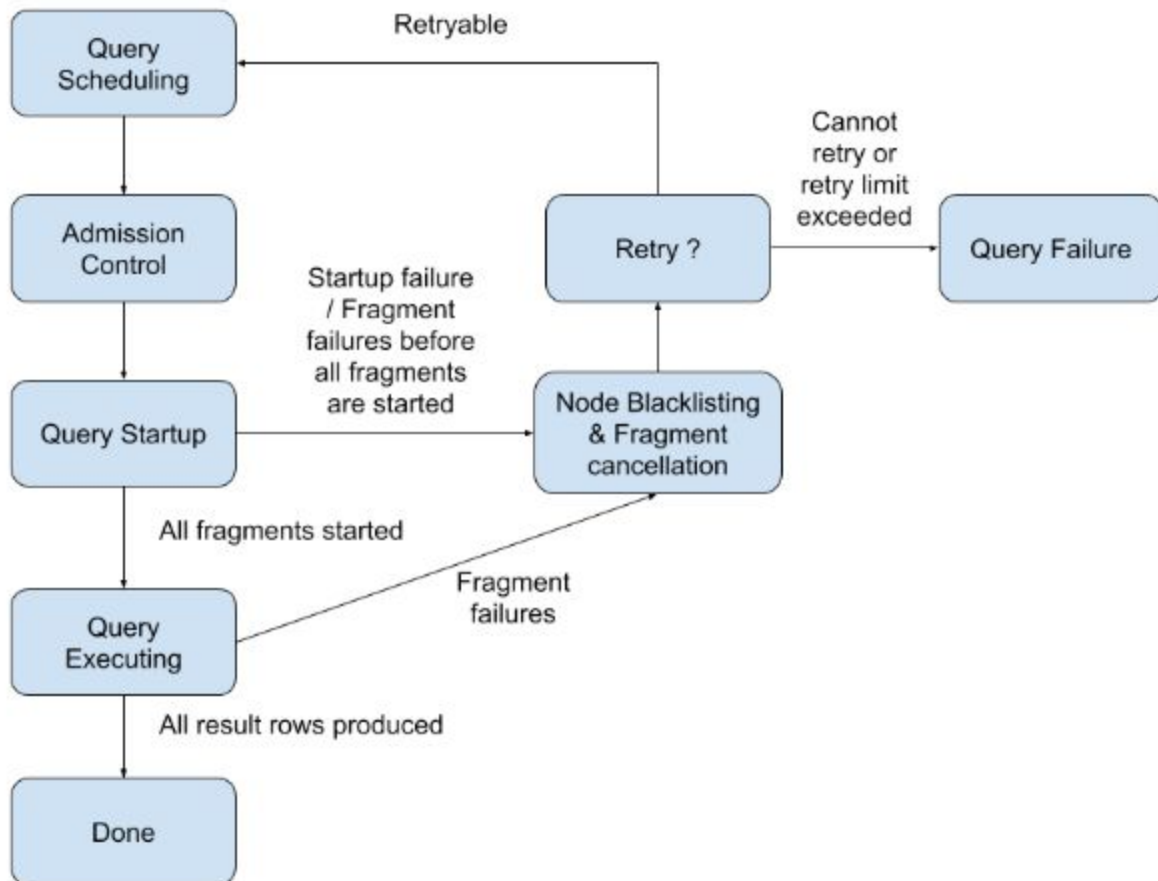 Query
Scheduling
Retryable
Cannot
retry or
retry limit
exceeded
Admission
Control
Retry ?
Query Failure
Startup failure
/ Fragment
failures before
all fragments
are started
Query Startup
Node Blacklisting
& Fragment
cancellation
All fragments started
Fragment
failures
Query
Executing
All result rows produced
Done